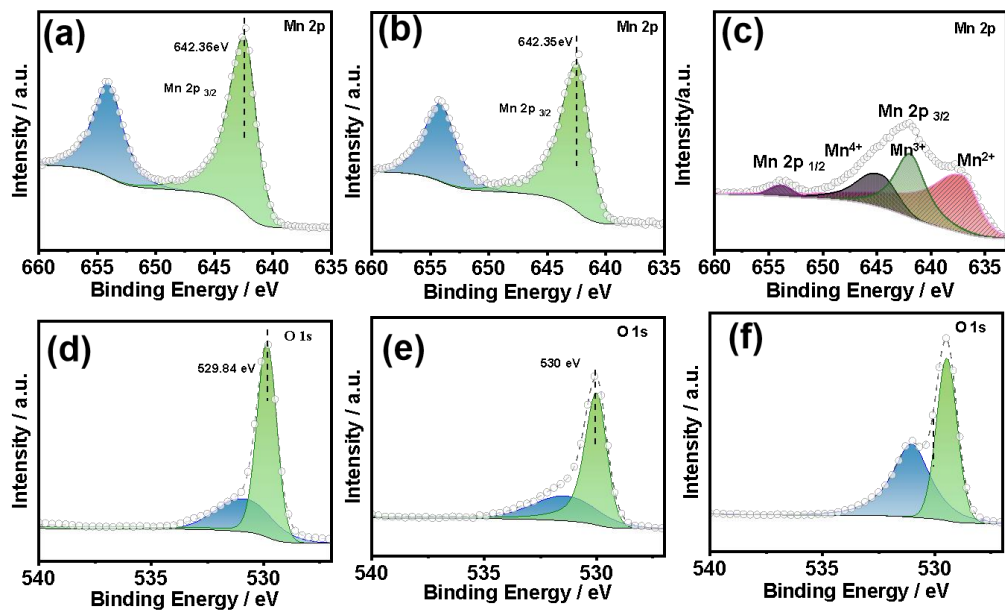 (a)
Mn 2p
642.36eV
Mn 2p 3/2
Intensity / a.u.
660 655 650 645 640 635
Binding Energy / eV
(b)
Mn 2p
642.35eV
Mn 2p 3/2
Intensity / a.u.
660 655 650 645 640 635
Binding Energy / eV
(c)
Mn 2p
Mn 2p 3/2
Mn4+
Mn3+
Mn2+
Mn 2p 1/2
Intensity/a.u.
660 655 650 645 640 635
Binding Energy / eV
(d)
O 1s
529.84 eV
Intensity / a.u.
540 535 530
Binding Energy / eV
(e)
O 1s
530 eV
Intensity / a.u.
540 535 530
Binding Energy / eV
(f)
O 1s
Intensity / a.u.
540 535 530
Binding Energy / eV